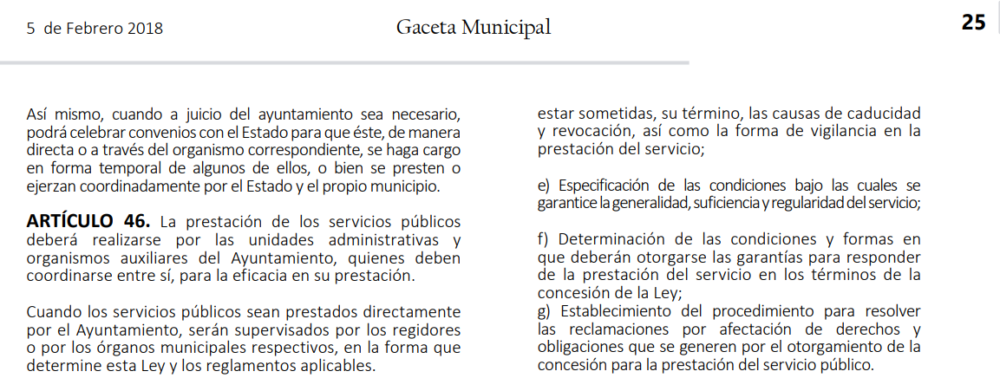 5 de Febrero 2018
Gaceta Municipal
25
Así mismo, cuando a juicio del ayuntamiento sea necesario,
podrá celebrar convenios con el Estado para que éste, de manera
directa o a través del organismo correspondiente, se haga cargo
en forma temporal de algunos de ellos, o bien se presten o
ejerzan coordinadamente por el Estado y el propio municipio.
ARTÍCULO 46. La prestación de los servicios públicos
deberá realizarse por las unidades administrativas y
organismos auxiliares del Ayuntamiento, quienes deben
coordinarse entre sí, para la eficacia en su prestación.
Cuando los servicios públicos sean prestados directamente
por el Ayuntamiento, serán supervisados por los regidores
o por los órganos municipales respectivos, en la forma que
determine esta Ley y los reglamentos aplicables.
estar sometidas, su término, las causas de caducidad
y revocación, así como la forma de vigilancia en la
prestación del servicio;
e) Especificación de las condiciones bajo las cuales se
garantice la generalidad, suficiencia y regularidad del servicio;
f) Determinación de las condiciones y formas en
que deberán otorgarse las garantías para responder
de la prestación del servicio en los términos de la
concesión de la Ley;
g) Establecimiento del procedimiento para resolver
las reclamaciones por afectación de derechos y
obligaciones que se generen por el otorgamiento de la
concesión para la prestación del servicio público.